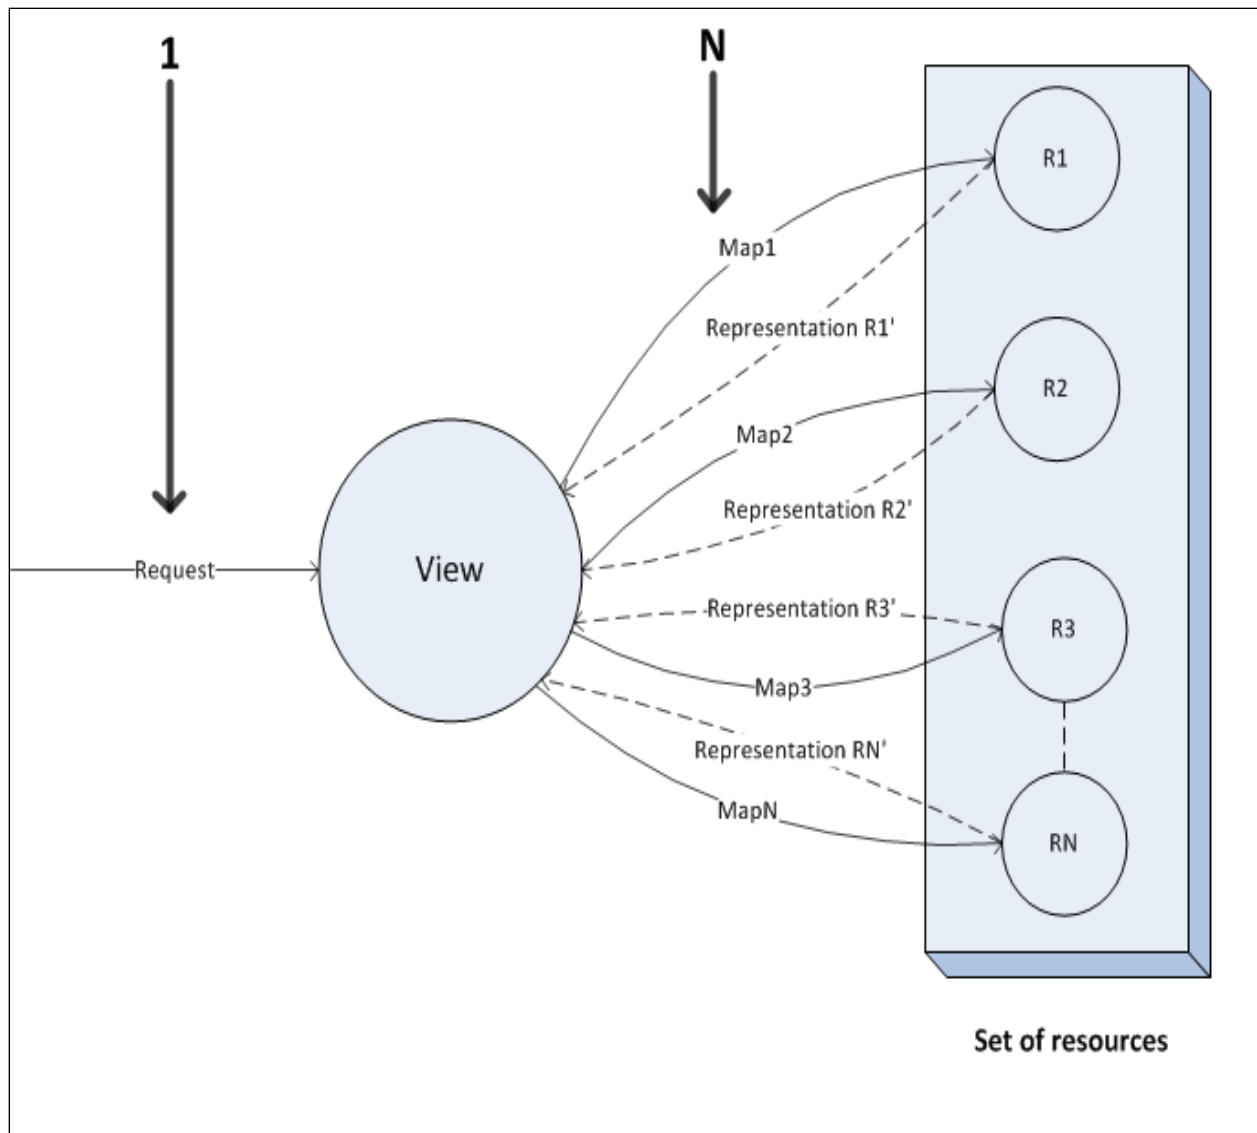 1
N
R1
Map1
Representation R1'
R2
Map2
Representation R2'
Request
View
Representation R3'
R3
Map3
Representation RN'
MapN
RN
Set of resources